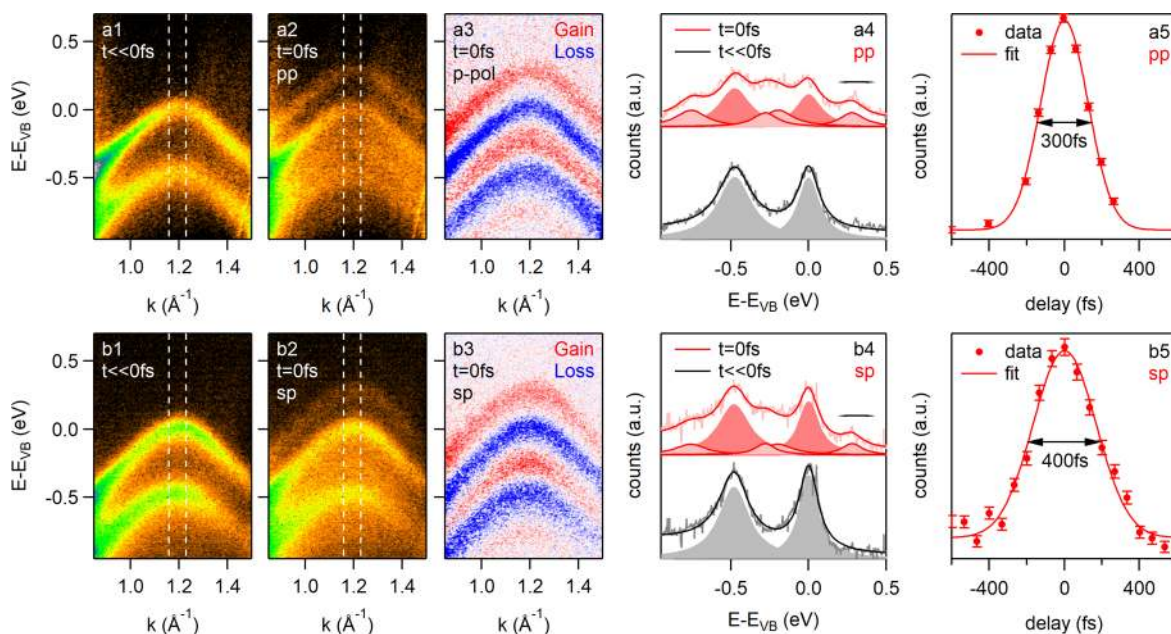 a1
t<<0fs
a2
t=0fs
pp
a3
t=0fs
p-pol
Gain
Loss
0.5
0.0
-0.5
E-E_VB (eV)
1.0 1.2 1.4
k (Å⁻¹)
1.0 1.2 1.4
k (Å⁻¹)
1.0 1.2 1.4
k (Å⁻¹)
t=0fs
t<<0fs
a4
pp
counts (a.u.)
-0.5 0.0 0.5
E-E_VB (eV)
data
fit
a5
pp
300fs
counts (a.u.)
-400 0 400
delay (fs)
b1
t<<0fs
b2
t=0fs
sp
b3
t=0fs
sp
Gain
Loss
0.5
0.0
-0.5
E-E_VB (eV)
1.0 1.2 1.4
k (Å⁻¹)
1.0 1.2 1.4
k (Å⁻¹)
1.0 1.2 1.4
k (Å⁻¹)
t=0fs
t<<0fs
b4
sp
counts (a.u.)
-0.5 0.0 0.5
E-E_VB (eV)
data
fit
b5
sp
400fs
counts (a.u.)
-400 0 400
delay (fs)